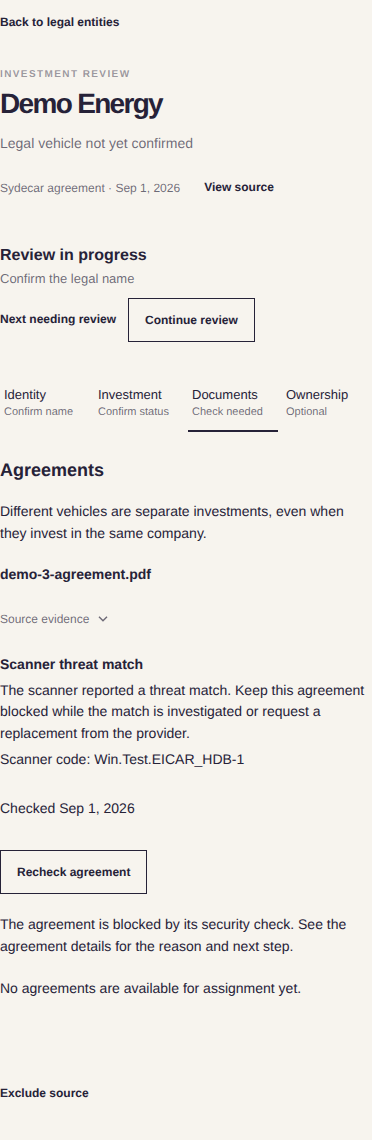 Back to legal entities
INVESTMENT REVIEW
Demo Energy
Legal vehicle not yet confirmed
Sydecar agreement · Sep 1, 2026 View source
Review in progress
Confirm the legal name
Next needing review Continue review
Identity Investment Documents Ownership
Confirm name Confirm status Check needed Optional
Agreements
Different vehicles are separate investments, even when
they invest in the same company.
demo-3-agreement.pdf
Source evidence
Scanner threat match
The scanner reported a threat match. Keep this agreement
blocked while the match is investigated or request a
replacement from the provider.
Scanner code: Win.Test.EICAR_HDB-1
Checked Sep 1, 2026
Recheck agreement
The agreement is blocked by its security check. See the
agreement details for the reason and next step.
No agreements are available for assignment yet.
Exclude source